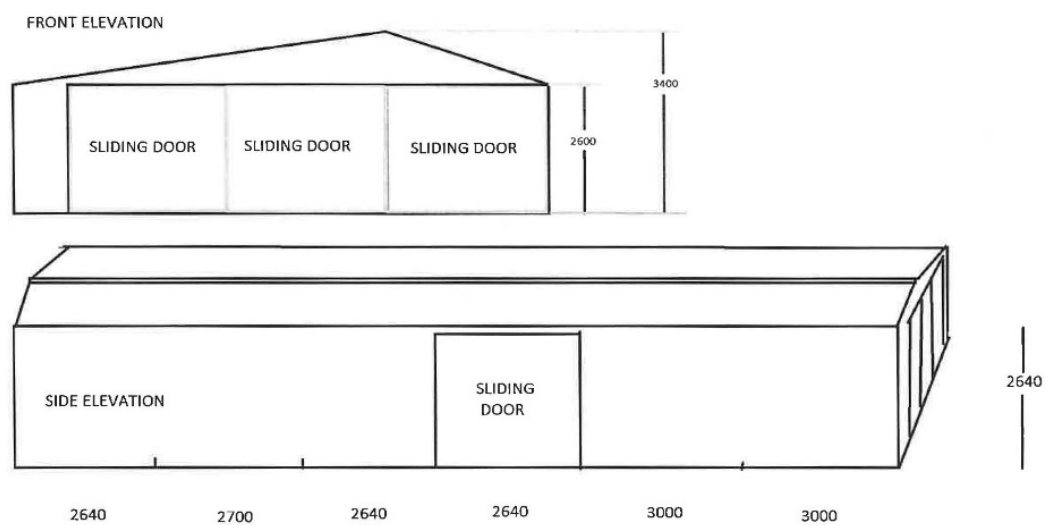 FRONT ELEVATION
3400
2600
SLIDING DOOR
SLIDING DOOR
SLIDING DOOR
SIDE ELEVATION
SLIDING
DOOR
2640
2640
2700
2640
2640
3000
3000